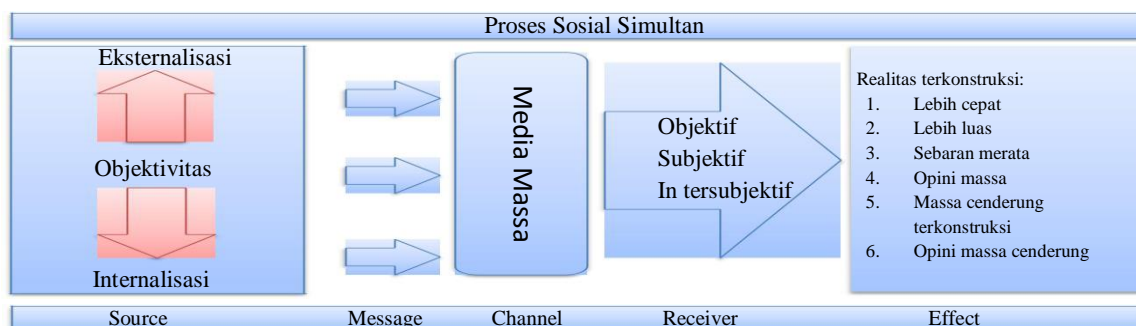 Proses Sosial Simultan
Eksternalisasi
Objektivitas
Internalisasi
Media Massa
Objektif
Subjektif
In tersubjektif
Realitas terkonstruksi:
1. Lebih cepat
2. Lebih luas
3. Sebaran merata
4. Opini massa
5. Massa cenderung
terkonstruksi
6. Opini massa cenderung
Source Message Channel Receiver Effect